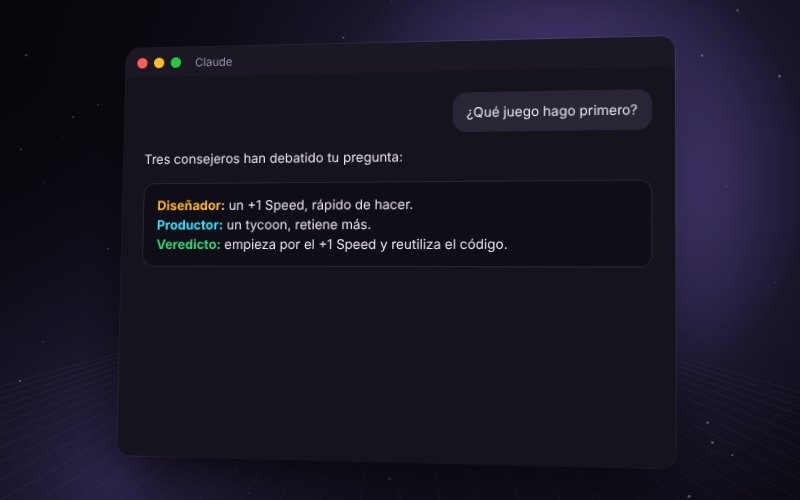 Claude
¿Qué juego hago primero?
Tres consejeros han debatido tu pregunta:
Diseñador: un +1 Speed, rápido de hacer.
Productor: un tycoon, retiene más.
Veredicto: empieza por el +1 Speed y reutiliza el código.